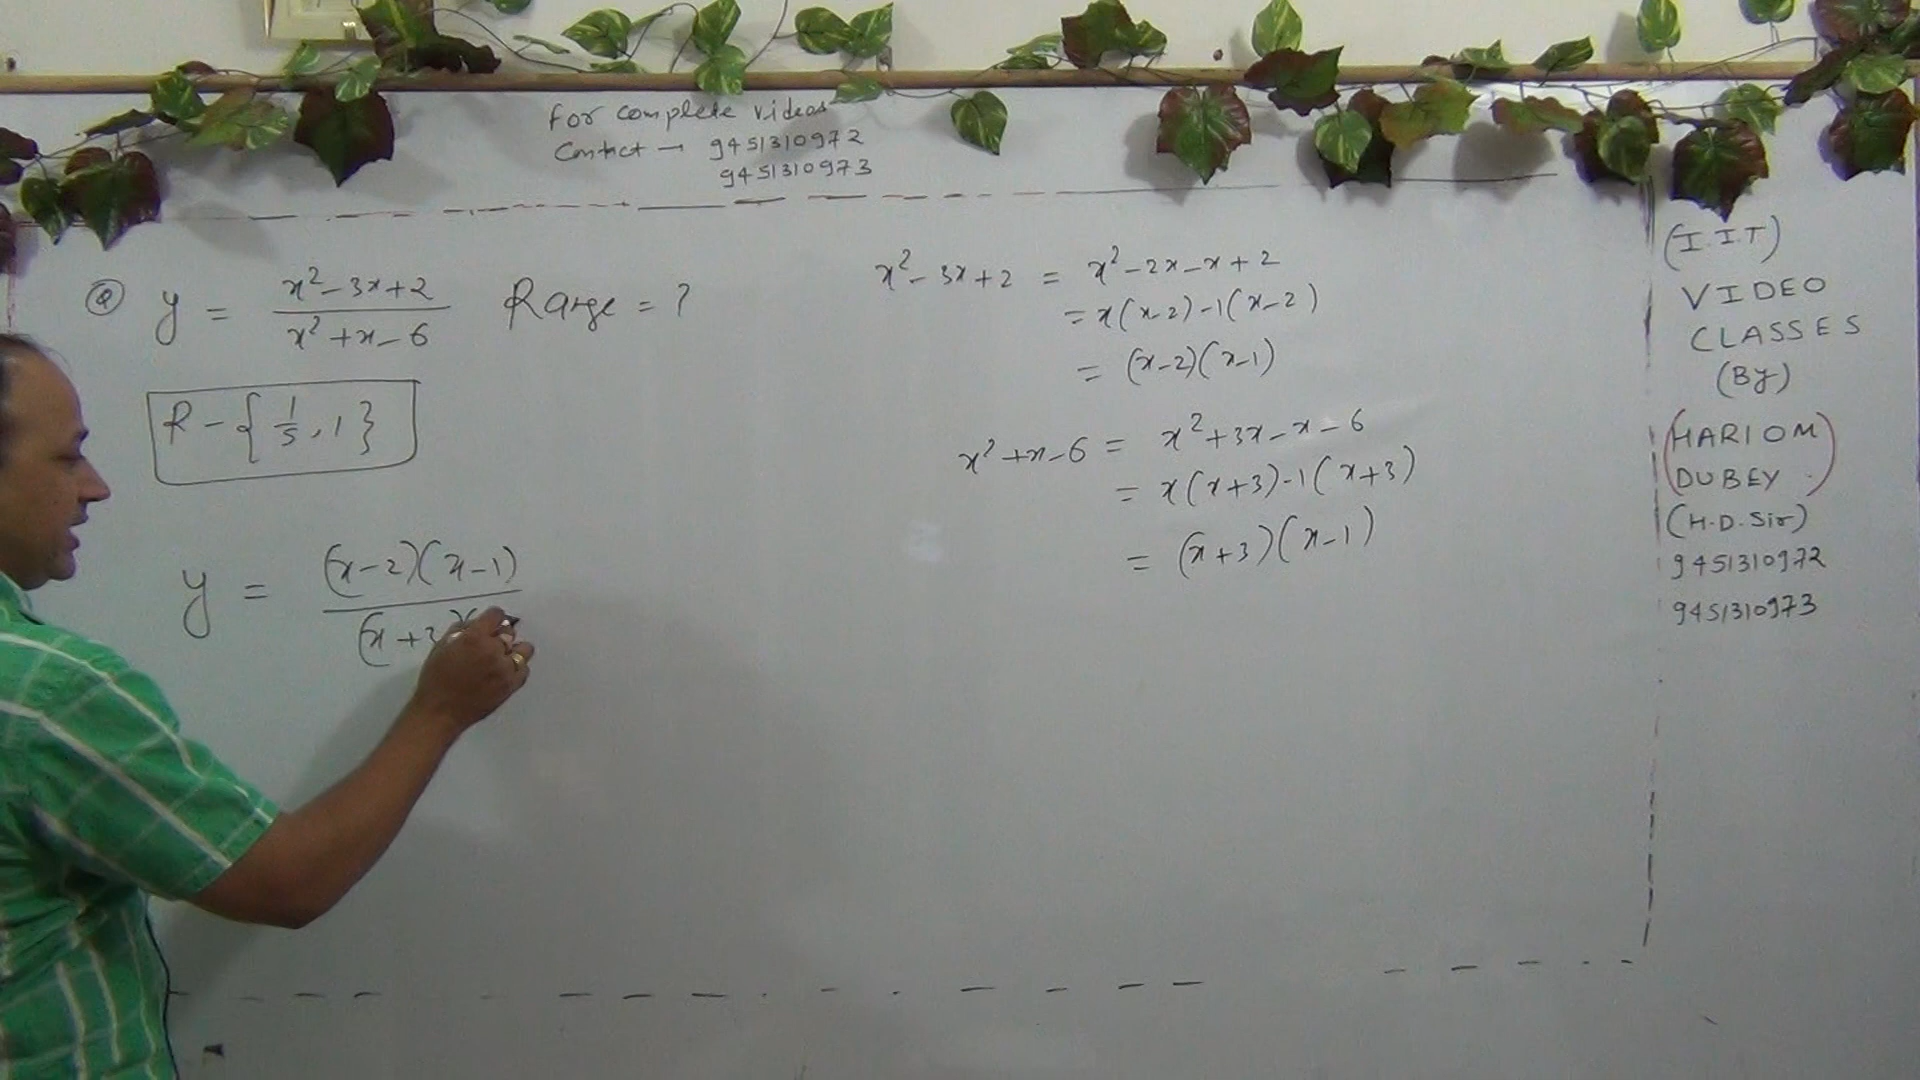 For complete videos
Contact → 9451310972
9451310973
Q y = x²-3x+2 / x²+x-6 Range = ?
R - { 1/5, 1 }
y = (x-2)(x-1) / (x+3)(
x²-3x+2 = x²-2x-x+2
= x(x-2)-1(x-2)
= (x-2)(x-1)
x²+x-6 = x²+3x-x-6
= x(x+3)-1(x+3)
= (x+3)(x-1)
(I.I.T)
VIDEO
CLASSES
(By)
(HARIOM
DUBEY)
(H.D.Sir)
9451310972
9451310973